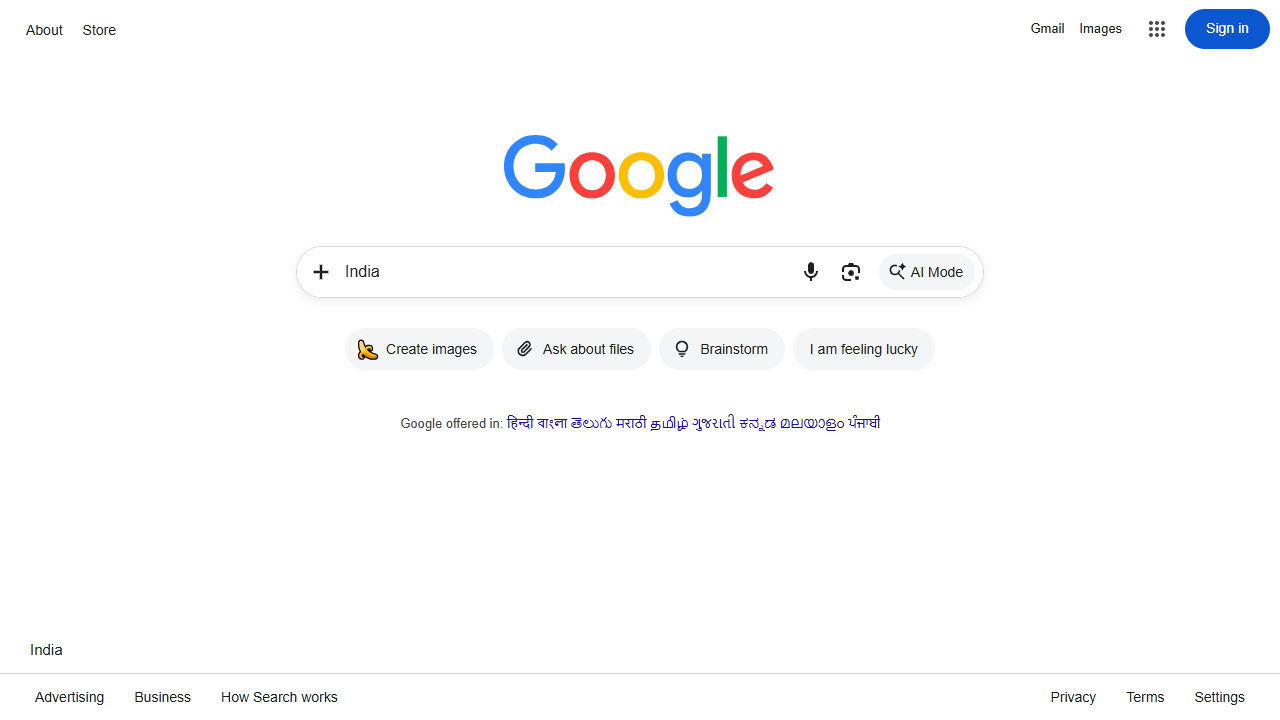 About Store Gmail Images Sign in
Google
India AI Mode
Create images Ask about files Brainstorm I am feeling lucky
Google offered in: हिन्दी বাংলা తెలుగు मराठी தமிழ் ગુજરાતી ಕನ್ನಡ മലയാളം ਪੰਜਾਬੀ
India
Advertising Business How Search works Privacy Terms Settings